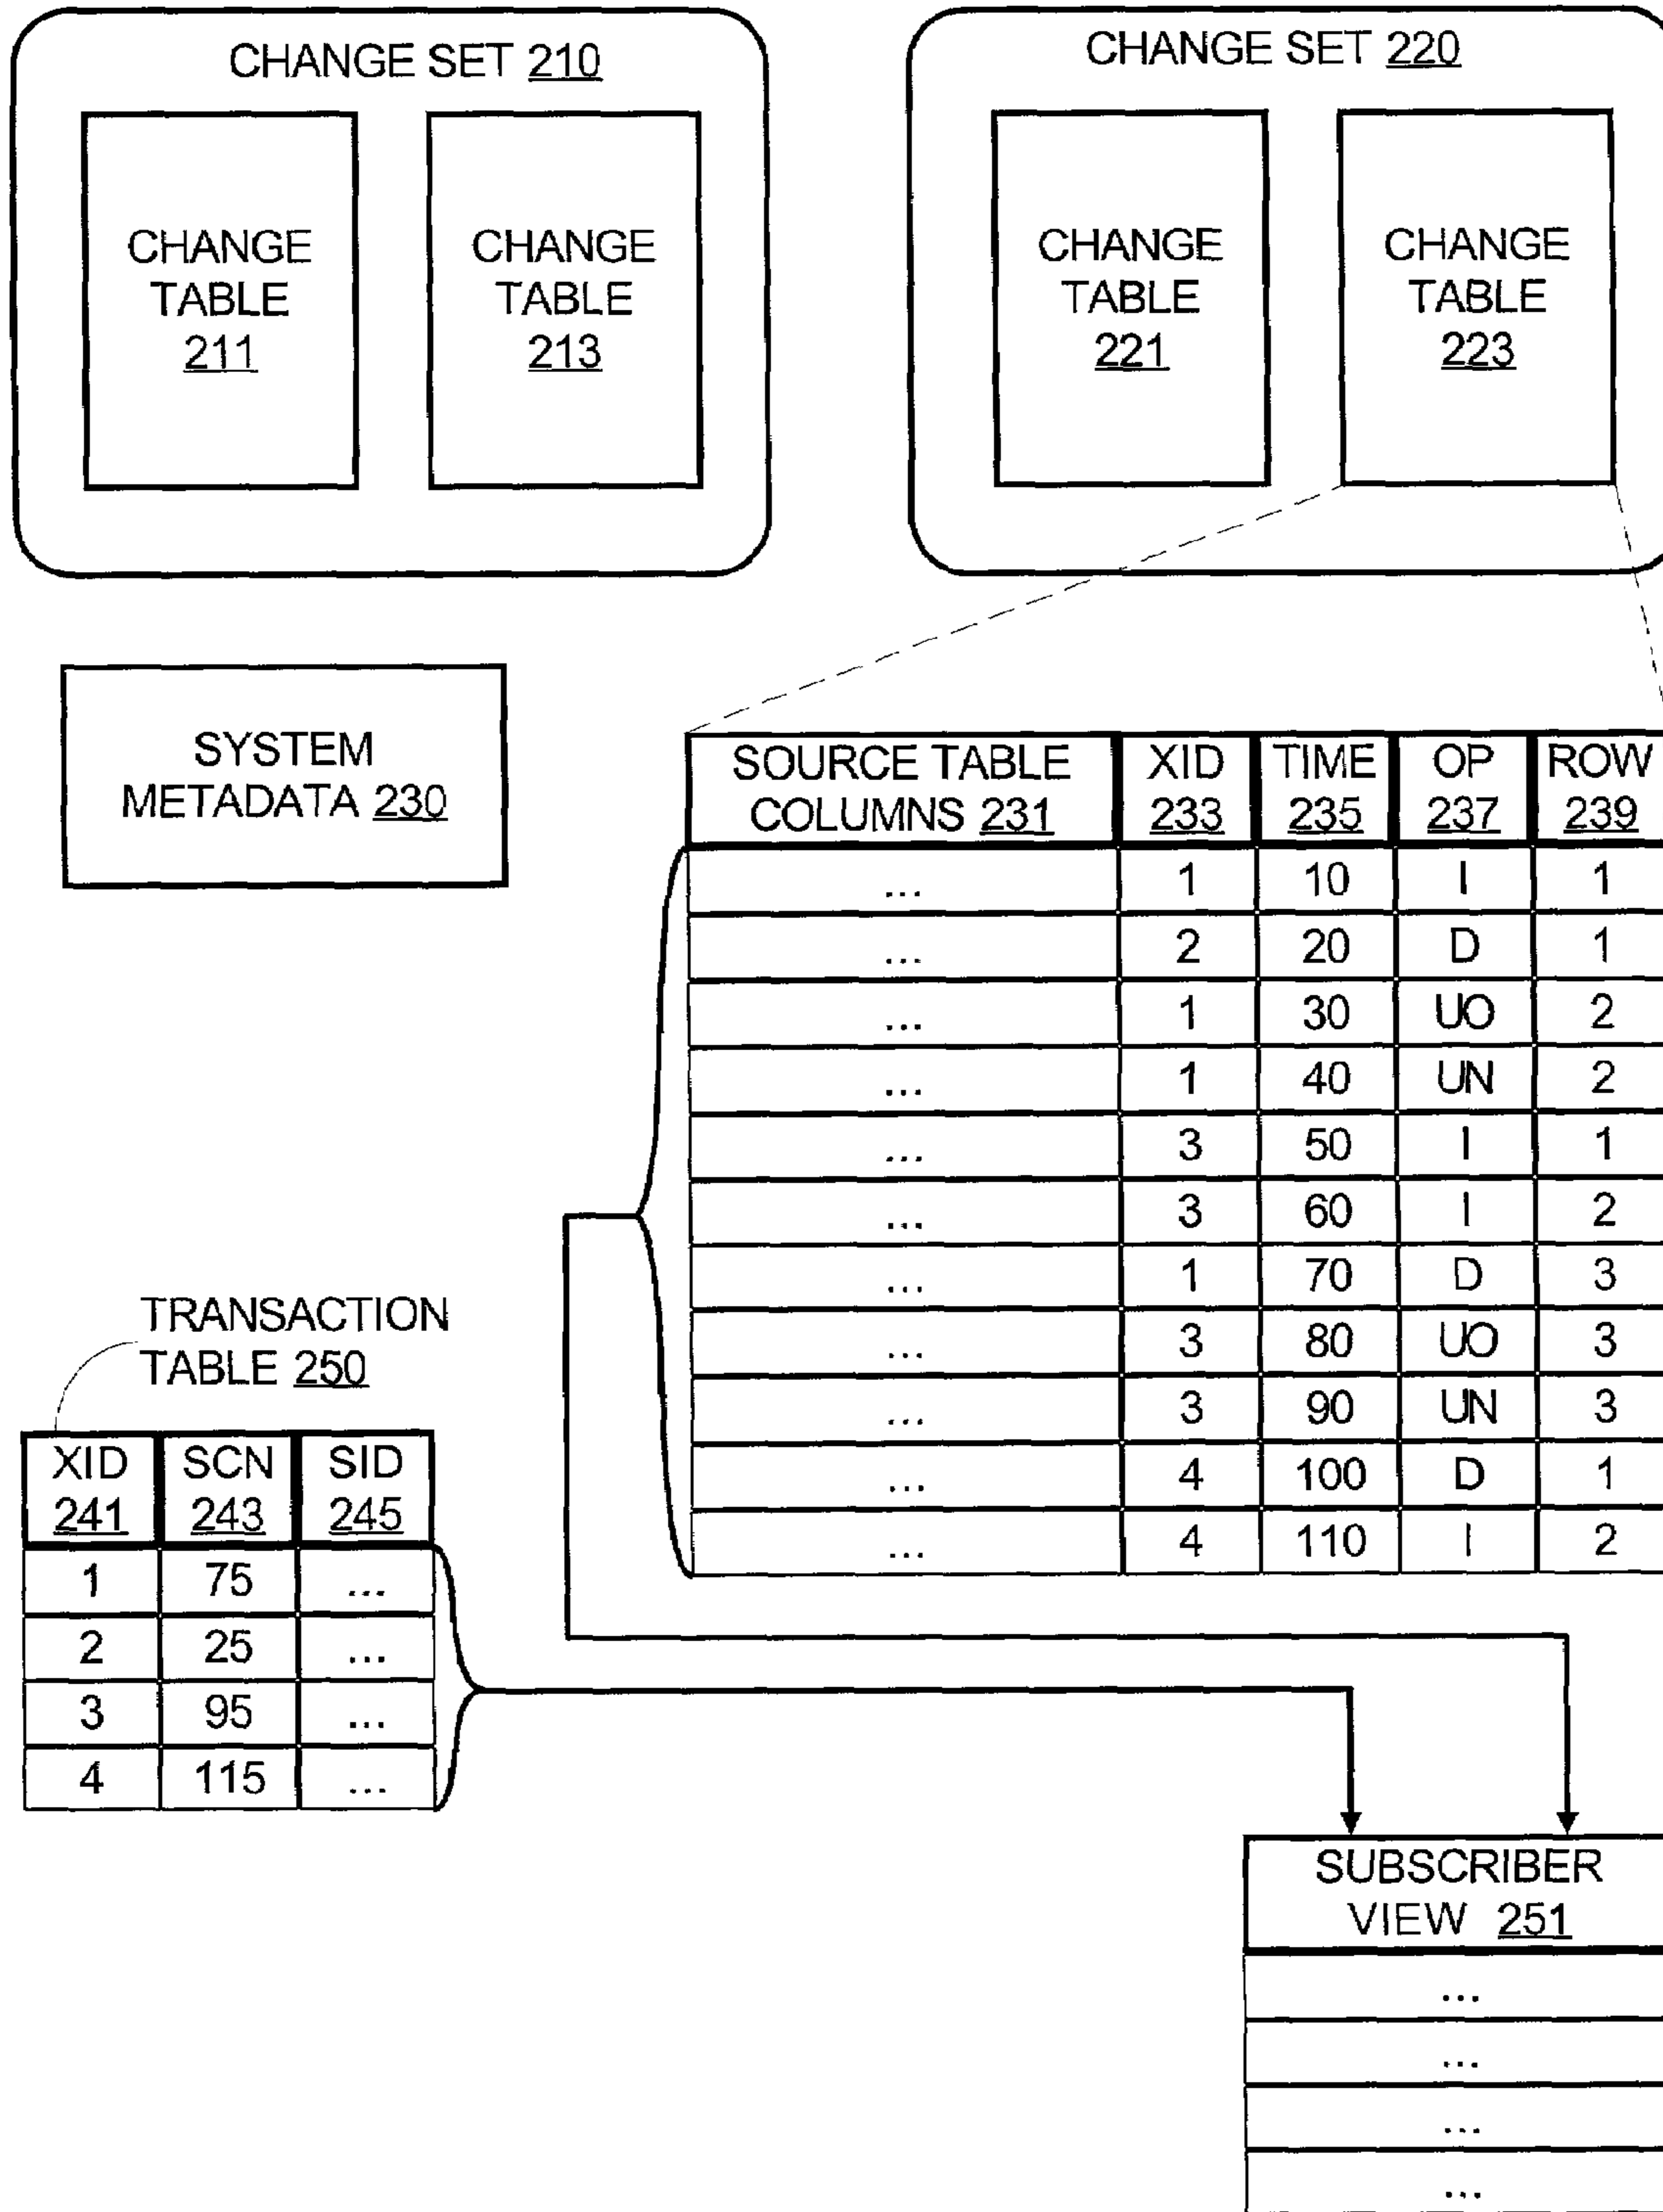 CHANGE SET 210
CHANGE
TABLE
211
CHANGE
TABLE
213
CHANGE SET 220
CHANGE
TABLE
221
CHANGE
TABLE
223
SYSTEM
METADATA 230
SOURCE TABLE XID TIME OP ROW
COLUMNS 231 233 235 237 239
... 1 10 I 1
... 2 20 D 1
... 1 30 UO 2
... 1 40 UN 2
... 3 50 I 1
... 3 60 I 2
... 1 70 D 3
... 3 80 UO 3
... 3 90 UN 3
... 4 100 D 1
... 4 110 I 2
TRANSACTION
TABLE 250
XID SCN SID
241 243 245
1 75 ...
2 25 ...
3 95 ...
4 115 ...
SUBSCRIBER
VIEW 251
...
...
...
...